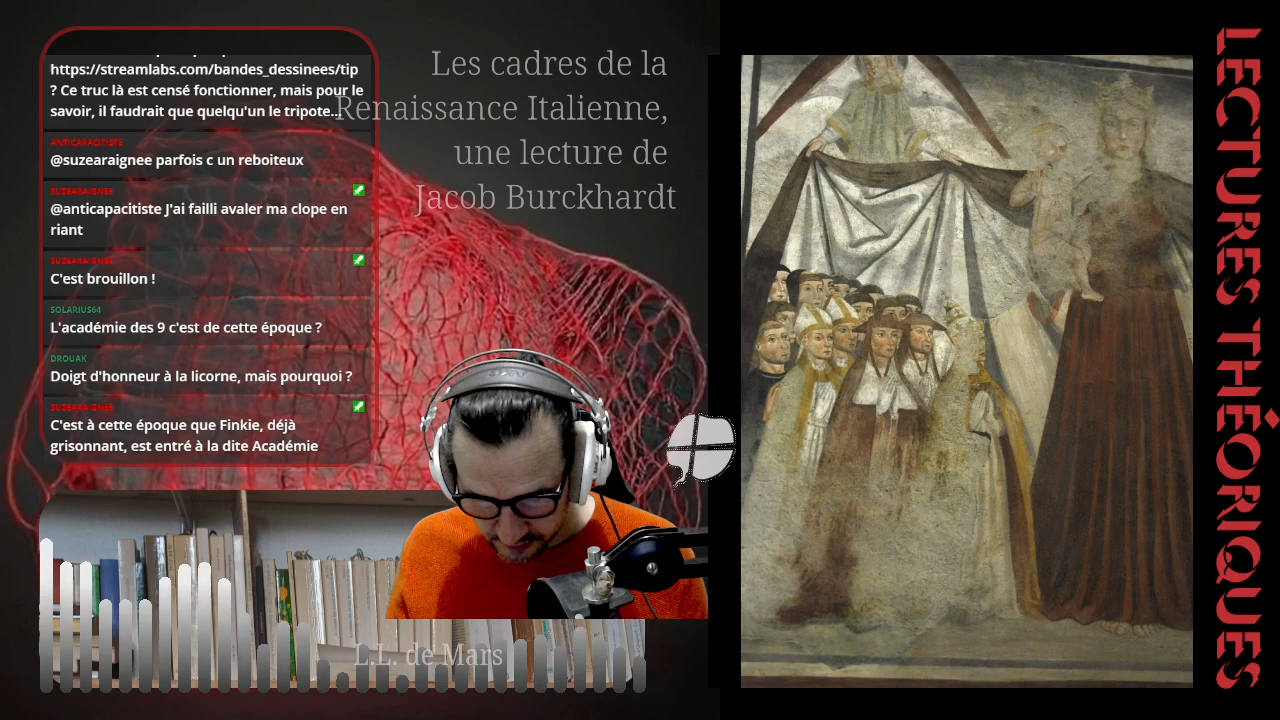 https://streamlabs.com/bandes_dessinees/tip
? Ce truc là est censé fonctionner, mais pour le
savoir, il faudrait que quelqu'un le tripote...
ANTICAPACITISTE
@suzearaignee parfois c un reboiteux
SUZEARAIGNEE
@anticapacitiste J'ai failli avaler ma clope en
riant
SUZEARAIGNEE
C'est brouillon !
SOLARIUS64
L'académie des 9 c'est de cette époque ?
DROUAK
Doigt d'honneur à la licorne, mais pourquoi ?
SUZEARAIGNEE
C'est à cette époque que Finkie, déjà
grisonnant, est entré à la dite Académie
Les cadres de la
Renaissance Italienne,
une lecture de
Jacob Burckhardt
L.L. de Mars
LECTURES THÉORIQUES